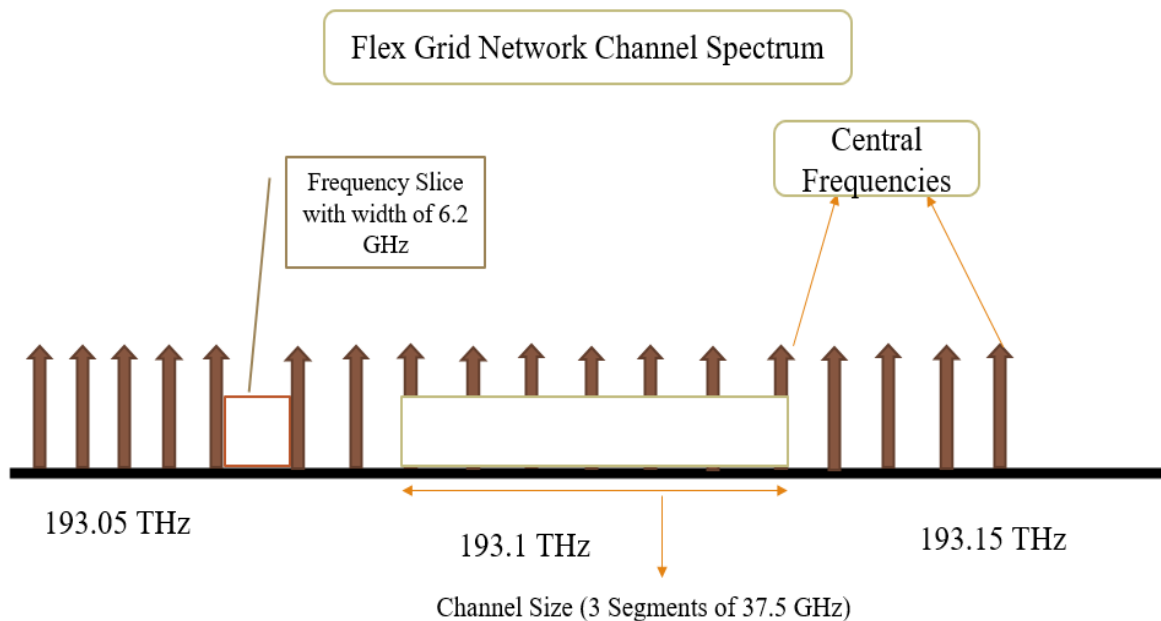 Flex Grid Network Channel Spectrum
Central
Frequencies
Frequency Slice
with width of 6.2
GHz
193.05 THz
193.1 THz
193.15 THz
Channel Size (3 Segments of 37.5 GHz)